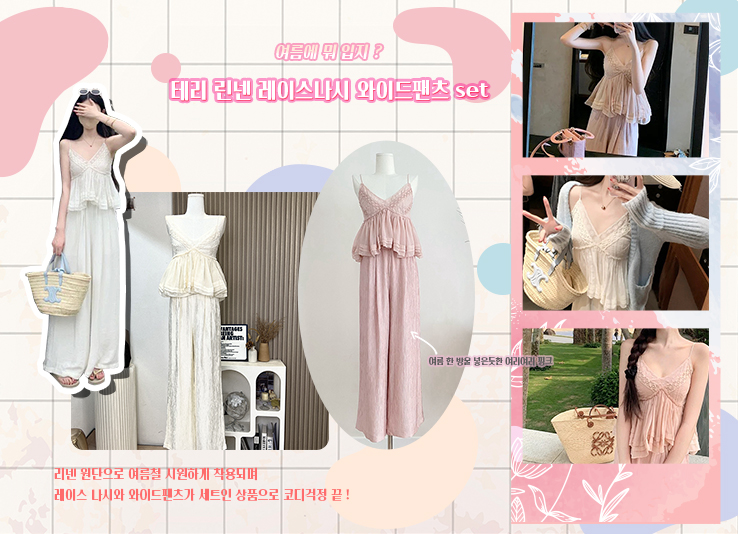 여름에 뭐 입지 ?
테리 린넨 레이스나시 와이드팬츠 set
여름 한 방울 넣은듯한 여리여리 핑크
리넨 원단으로 여름철 시원하게 착용되며
레이스 나시와 와이드팬츠가 세트인 상품으로 코디걱정 끝 !